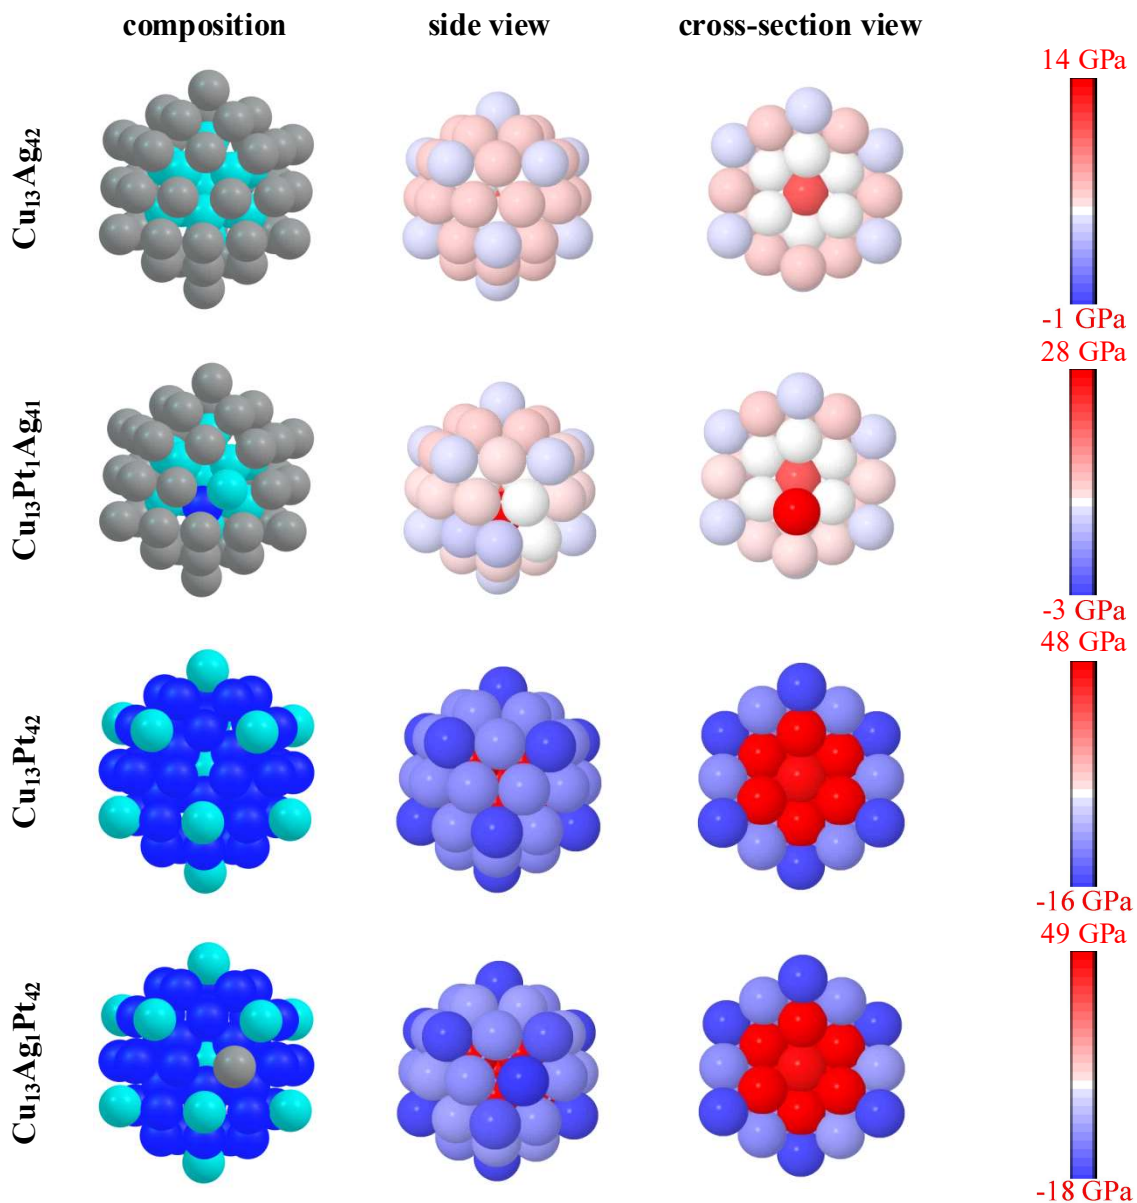 composition side view cross-section view
14 GPa
Cu13Ag42
-1 GPa
28 GPa
Cu13Pt1Ag41
-3 GPa
48 GPa
Cu13Pt42
-16 GPa
49 GPa
Cu13Ag1Pt42
-18 GPa